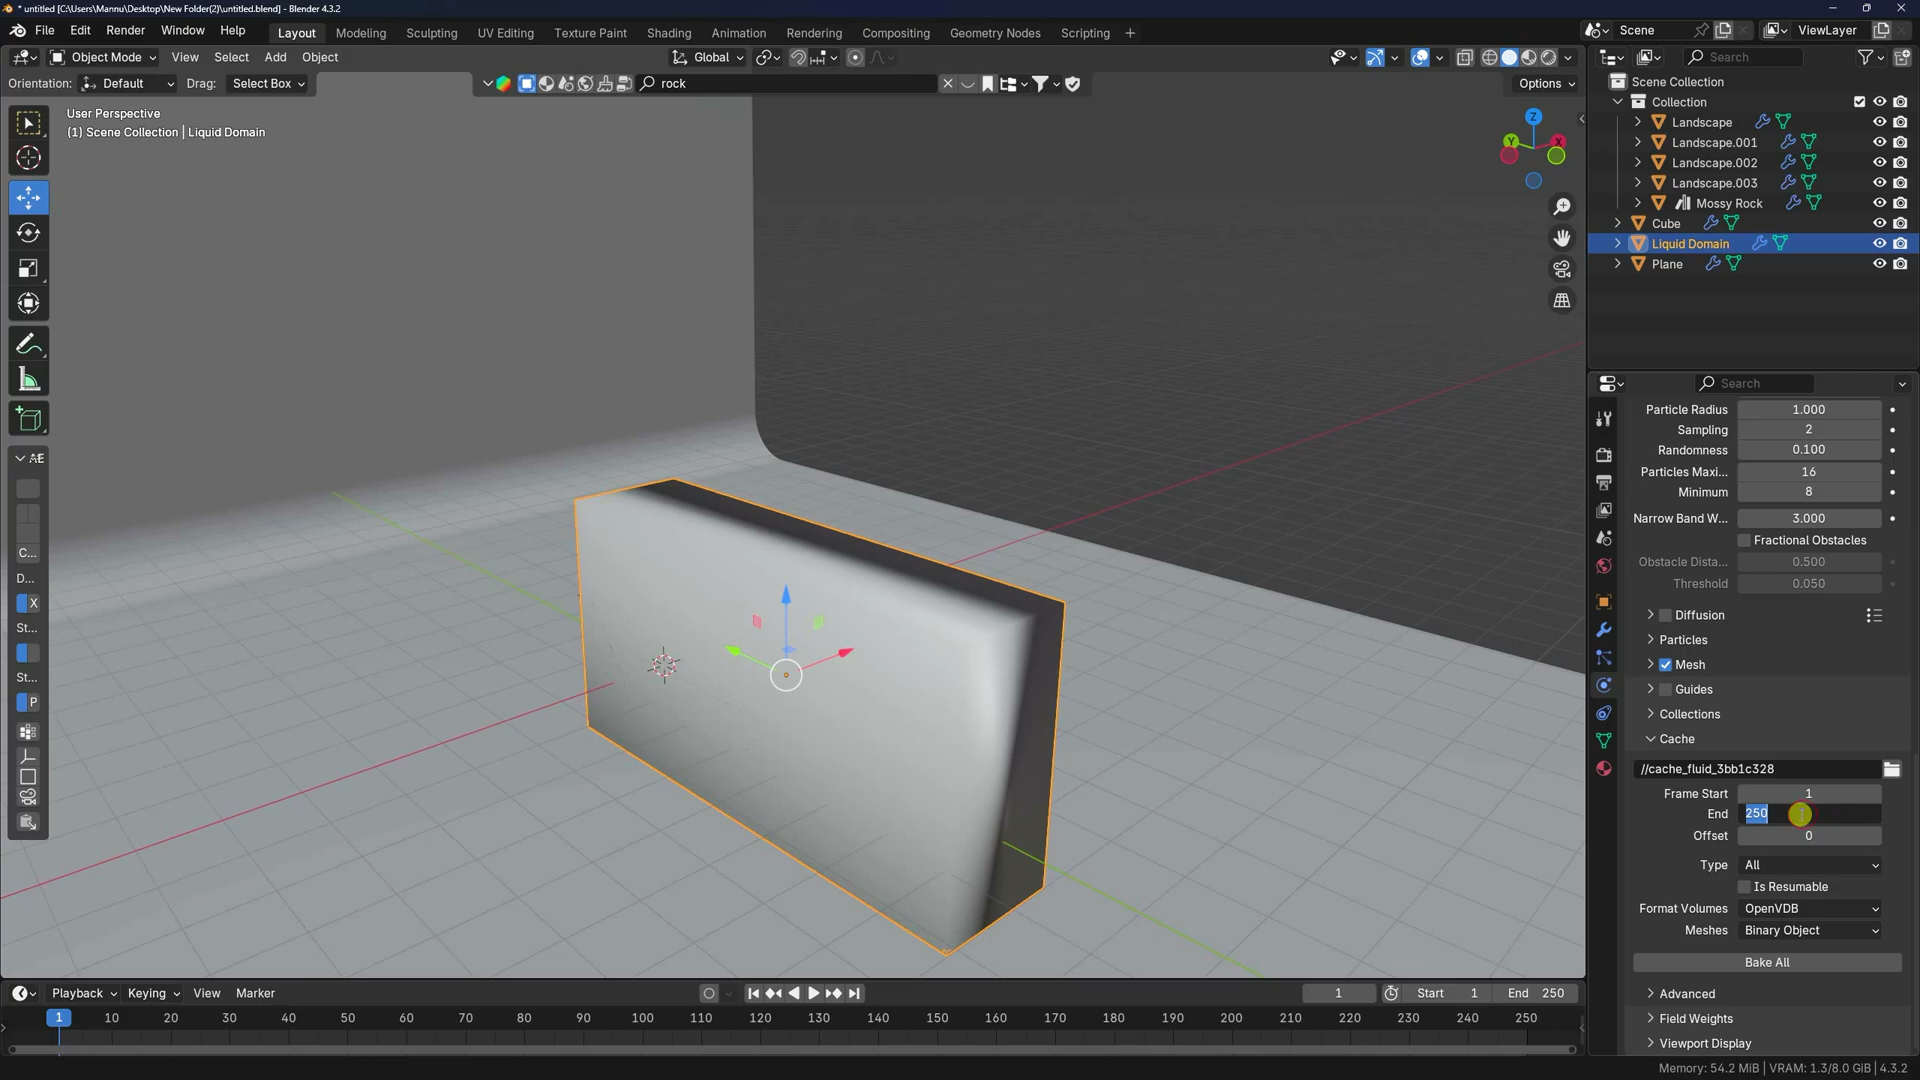 * untitled [C:\Users\Mannu\Desktop\New Folder(2)\untitled.blend] - Blender 4.3.2
File Edit Render Window Help Layout Modeling Sculpting UV Editing Texture Paint Shading Animation Rendering Compositing Geometry Nodes Scripting + Scene ViewLayer
Object Mode View Select Add Object Global Search
Orientation: Default Drag: Select Box rock Options
User Perspective
(1) Scene Collection | Liquid Domain
Z
Y
X
Scene Collection
Collection
Landscape
Landscape.001
Landscape.002
Landscape.003
Mossy Rock
Cube
Liquid Domain
Plane
Search
Particle Radius 1.000
Sampling 2
Randomness 0.100
Particles Maxi... 16
Minimum 8
Narrow Band W... 3.000
Fractional Obstacles
Obstacle Dista... 0.500
Threshold 0.050
Diffusion
Particles
Mesh
Guides
Collections
Cache
//cache_fluid_3bb1c328
Frame Start 1
End 250
Offset 0
Type All
Is Resumable
Format Volumes OpenVDB
Meshes Binary Object
Bake All
Advanced
Field Weights
Viewport Display
AE
C...
D...
X
St...
St...
P
Playback Keying View Marker 1 Start 1 End 250
1 10 20 30 40 50 60 70 80 90 100 110 120 130 140 150 160 170 180 190 200 210 220 230 240 250
Memory: 54.2 MiB | VRAM: 1.3/8.0 GiB | 4.3.2